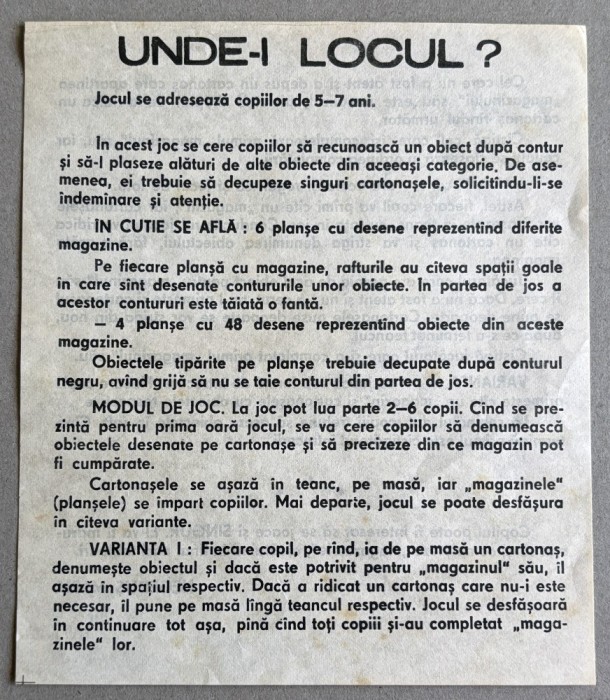 UNDE-I LOCUL ?
Jocul se adresează copiilor de 5—7 ani.
In acest joc se cere copiilor să recunoască un obiect după contur
și să-l plaseze alături de alte obiecte din aceeași categorie. De ase-
menea, ei trebuie să decupeze singuri cartonașele, solicitîndu-li-se
îndemînare și atenție.
IN CUTIE SE AFLĂ : 6 planșe cu desene reprezentînd diferite
magazine.
Pe fiecare planșă cu magazine, rafturile au cîteva spații goale
în care sînt desenate contururile unor obiecte. In partea de jos a
acestor contururi este tăiată o fantă.
— 4 planșe cu 48 desene reprezentînd obiecte din aceste
magazine.
Obiectele tipărite pe planșe trebuie decupate după conturul
negru, avînd grijă să nu se taie conturul din partea de jos.
MODUL DE JOC. La joc pot lua parte 2—6 copii. Cînd se pre-
zintă pentru prima oară jocul, se va cere copiilor să denumească
obiectele desenate pe cartonașe și să precizeze din ce magazin pot
fi cumpărate.
Cartonașele se așază în teanc, pe masă, iar „magazinele"
(planșele) se împart copiilor. Mai departe, jocul se poate desfășura
în cîteva variante.
VARIANTA I : Fiecare copil, pe rînd, ia de pe masă un cartonaș,
denumește obiectul și dacă este potrivit pentru „magazinul" său, îl
așază în spațiul respectiv. Dacă a ridicat un cartonaș care nu-i este
necesar, îl pune pe masă lîngă teancul respectiv. Jocul se desfășoară
în continuare tot așa, pînă cînd toți copiii și-au completat „maga-
zinele" lor.